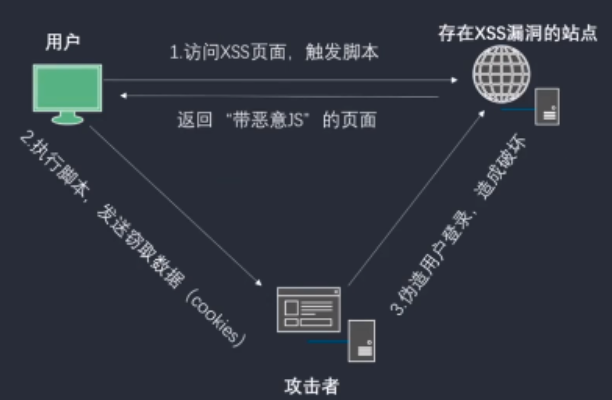 用户
存在XSS漏洞的站点
1.访问XSS页面，触发脚本
返回 “带恶意JS” 的页面
2.执行脚本，发送窃取数据（cookies）
3.伪造用户登录，造成破坏
攻击者